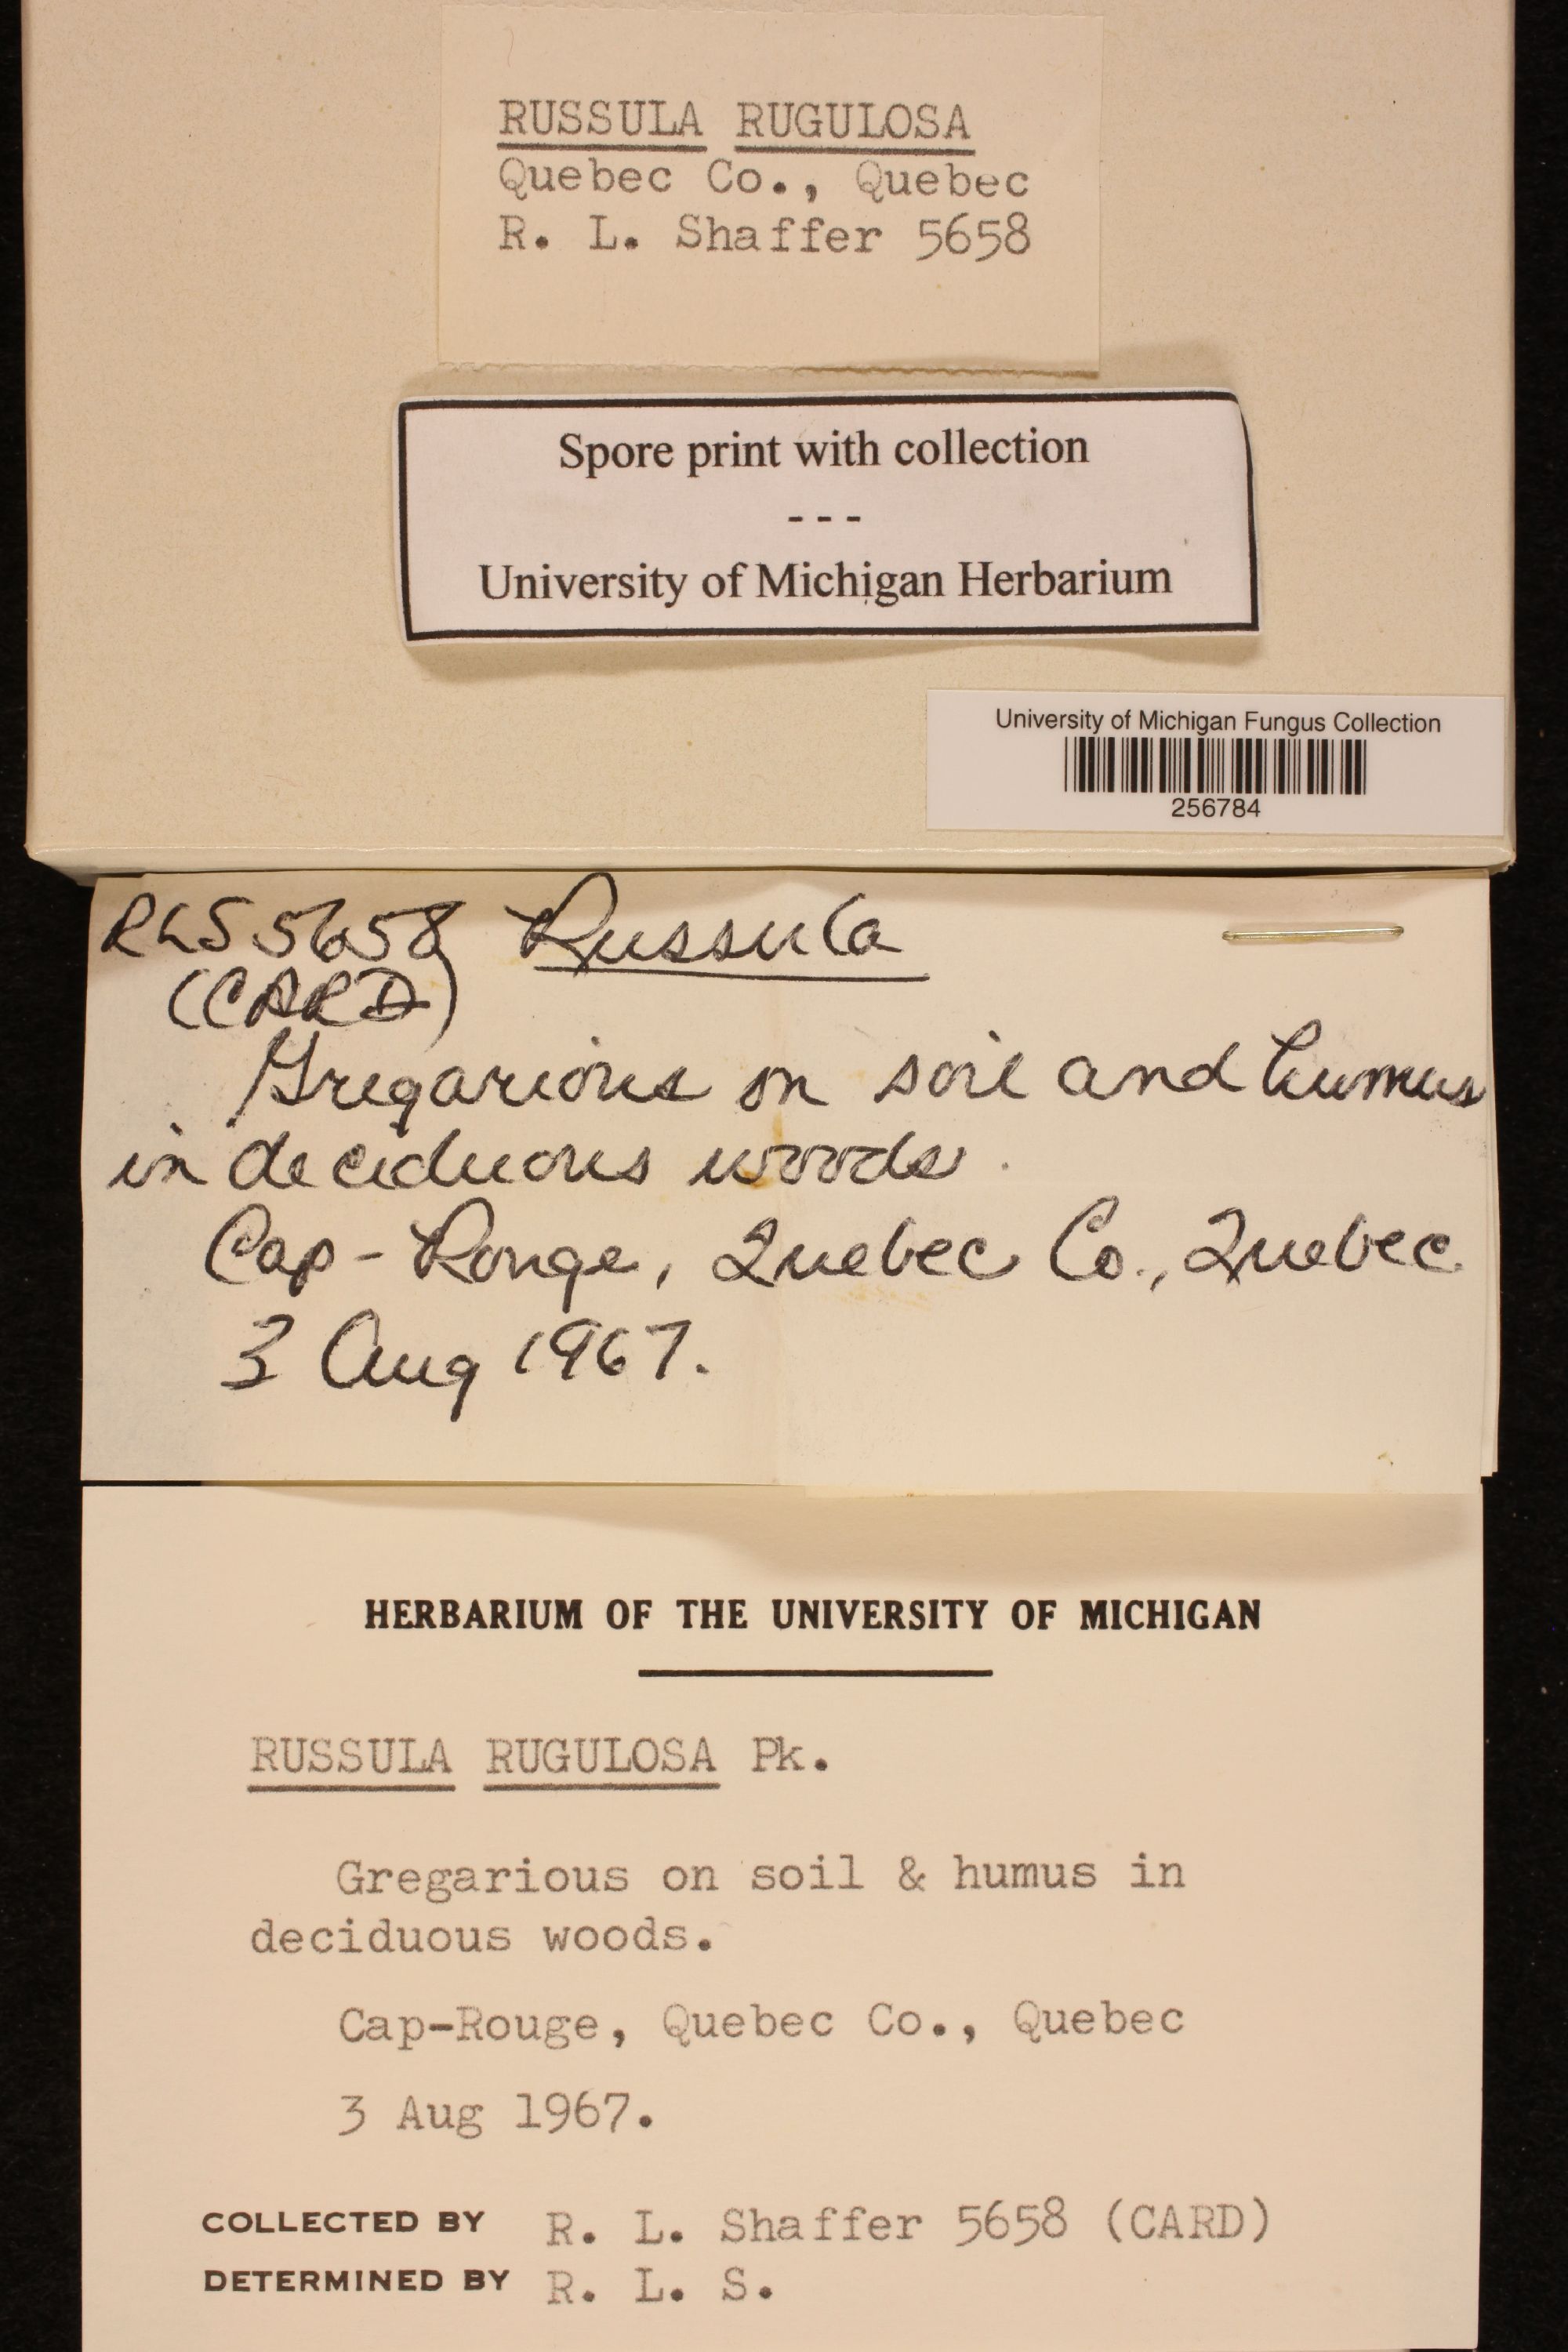 RUSSULA RUGULOSA
Quebec Co., Quebec
R. L. Shaffer 5658
Spore print with collection
---
University of Michigan Herbarium
University of Michigan Fungus Collection
256784
RLS 5658 Russula
(CARD)
Gregarious on soil and humus
in deciduous woods.
Cap-Rouge, Quebec Co., Quebec.
3 Aug 1967.
HERBARIUM OF THE UNIVERSITY OF MICHIGAN
RUSSULA RUGULOSA Pk.
Gregarious on soil & humus in
deciduous woods.
Cap-Rouge, Quebec Co., Quebec
3 Aug 1967.
COLLECTED BY R. L. Shaffer 5658 (CARD)
DETERMINED BY R. L. S.